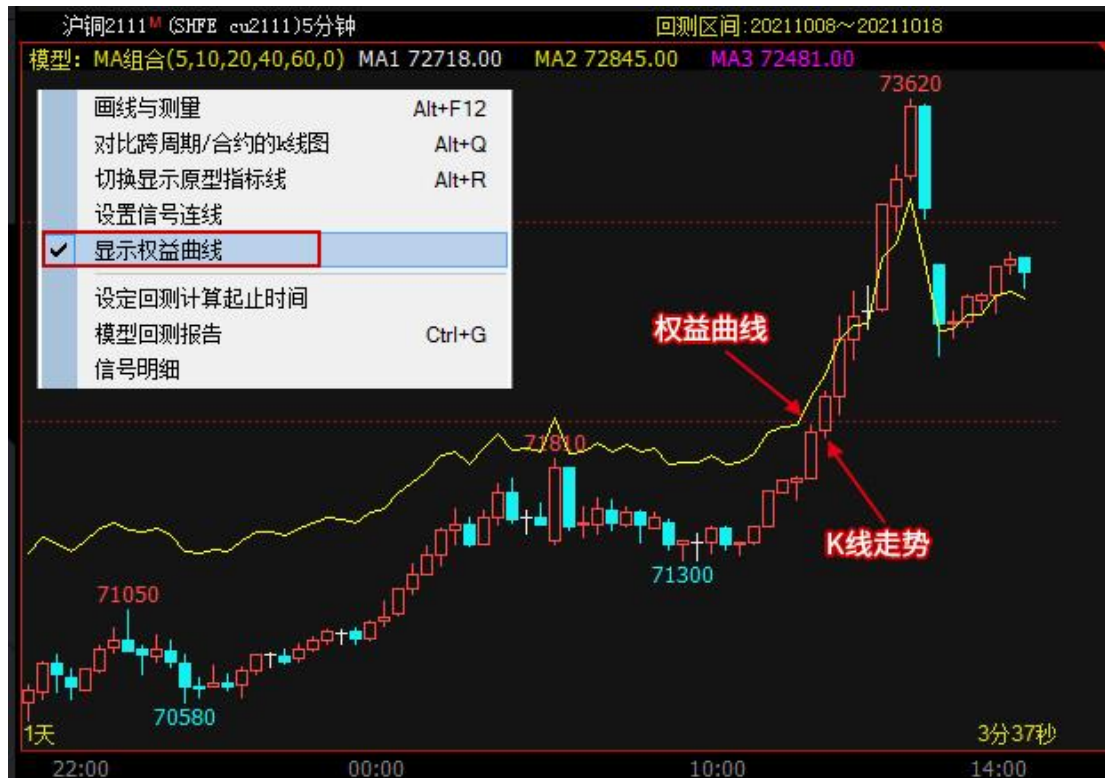 沪铜2111M (SHFE cu2111)5分钟 回测区间:20211008～20211018
模型: MA组合(5,10,20,40,60,0) MA1 72718.00 MA2 72845.00 MA3 72481.00
73620
画线与测量 Alt+F12
对比跨周期/合约的k线图 Alt+Q
切换显示原型指标线 Alt+R
设置信号连线
显示权益曲线
设定回测计算起止时间
模型回测报告 Ctrl+G
信号明细
权益曲线
71810
K线走势
71300
71050
70580
1天 3分37秒
22:00 00:00 10:00 14:00